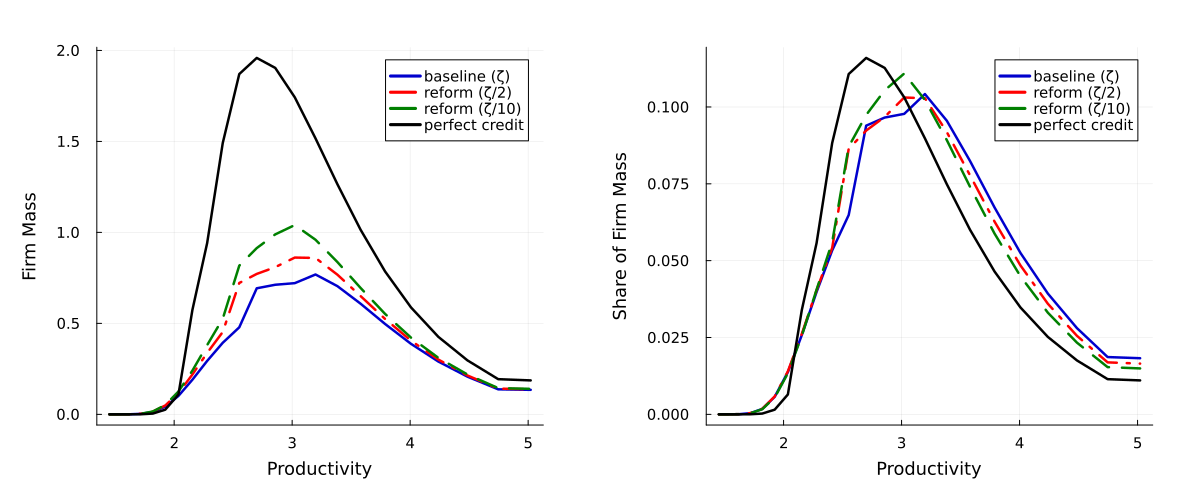 Firm Mass
2.0
1.5
1.0
0.5
0.0
2 3 4 5
Productivity
baseline (ζ)
reform (ζ/2)
reform (ζ/10)
perfect credit
Share of Firm Mass
0.100
0.075
0.050
0.025
0.000
2 3 4 5
Productivity
baseline (ζ)
reform (ζ/2)
reform (ζ/10)
perfect credit